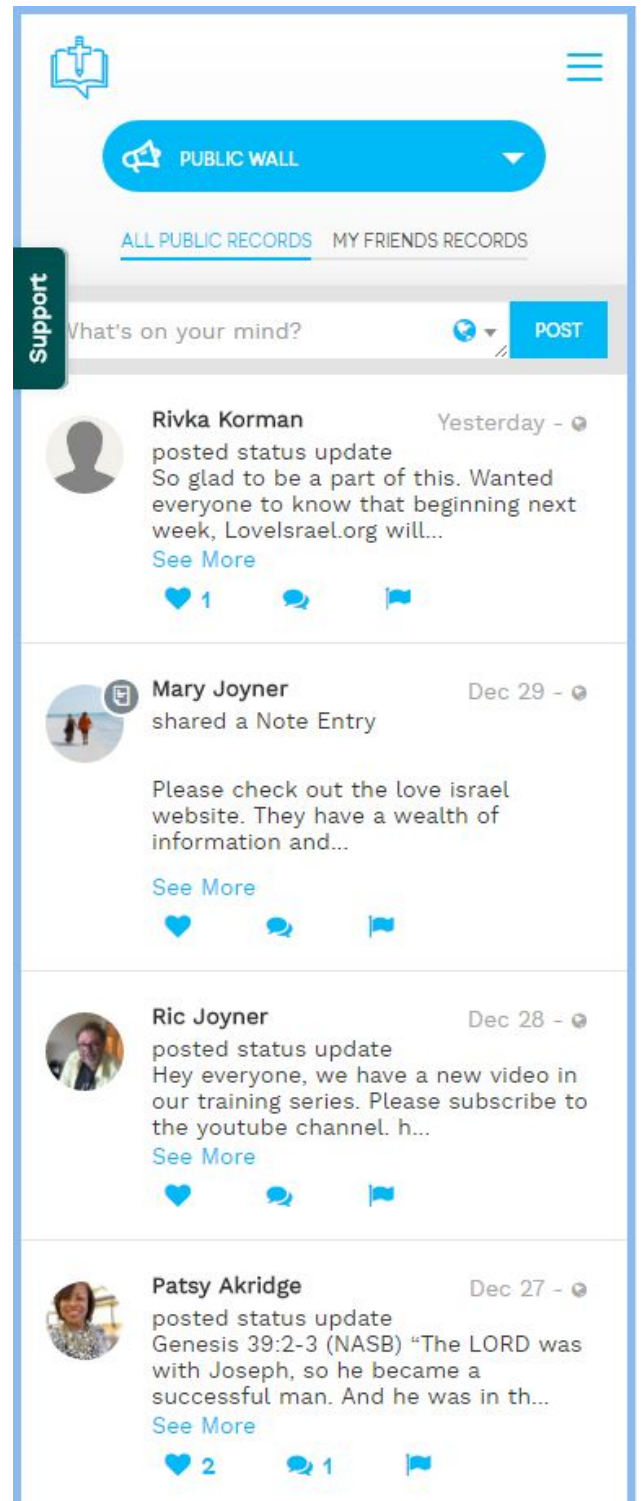 PUBLIC WALL
ALL PUBLIC RECORDS MY FRIENDS RECORDS
Support
What's on your mind? POST
Rivka Korman Yesterday -
posted status update
So glad to be a part of this. Wanted
everyone to know that beginning next
week, LoveIsrael.org will...
See More
1
Mary Joyner Dec 29 -
shared a Note Entry
Please check out the love israel
website. They have a wealth of
information and...
See More
Ric Joyner Dec 28 -
posted status update
Hey everyone, we have a new video in
our training series. Please subscribe to
the youtube channel. h...
See More
Patsy Akridge Dec 27 -
posted status update
Genesis 39:2-3 (NASB) “The LORD was
with Joseph, so he became a
successful man. And he was in th...
See More
2 1